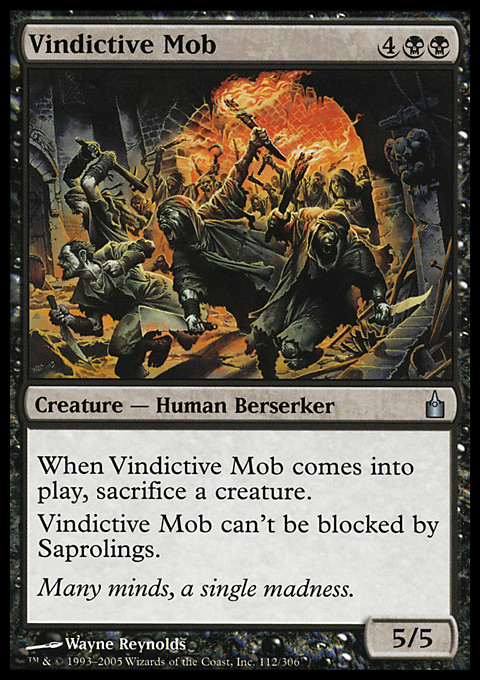 Vindictive Mob 4
Creature — Human Berserker
When Vindictive Mob comes into
play, sacrifice a creature.
Vindictive Mob can't be blocked by
Saprolings.
Many minds, a single madness.
5/5
Wayne Reynolds
™ & © 1993–2005 Wizards of the Coast, Inc. 112/306